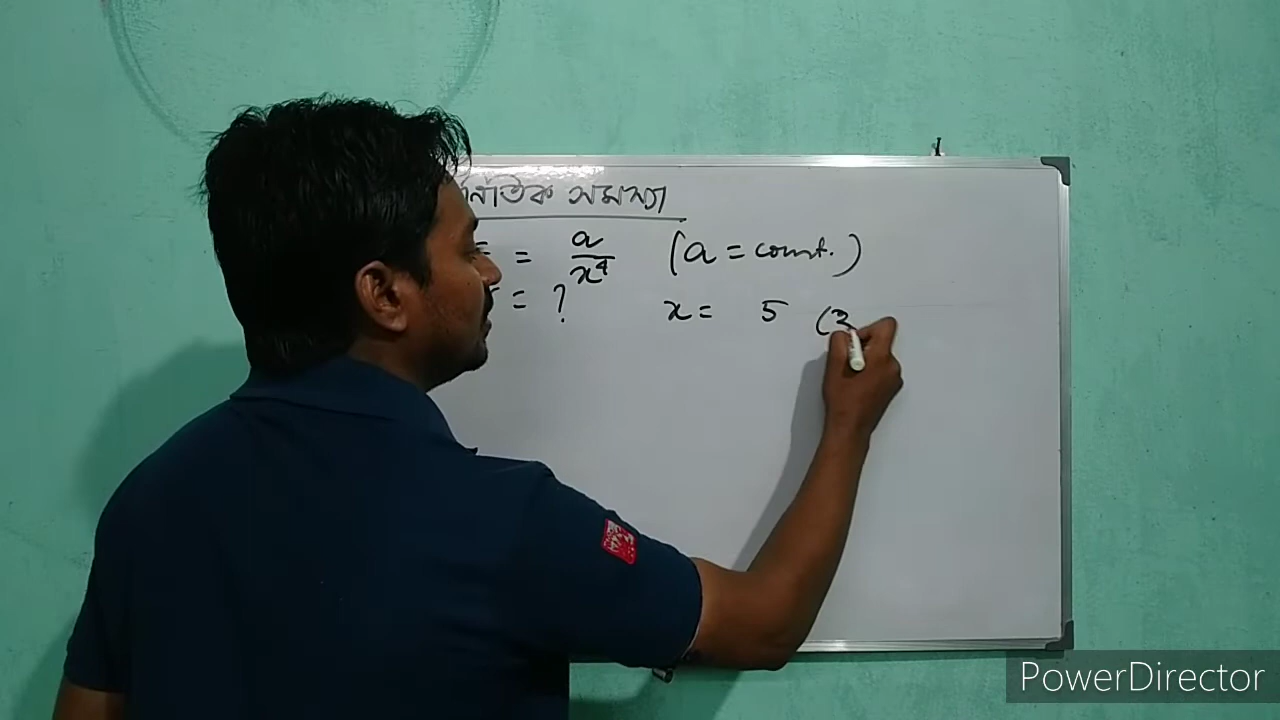 সমস্যা
= a/x⁴ (a = const.)
= ? x = 5 (3
PowerDirector